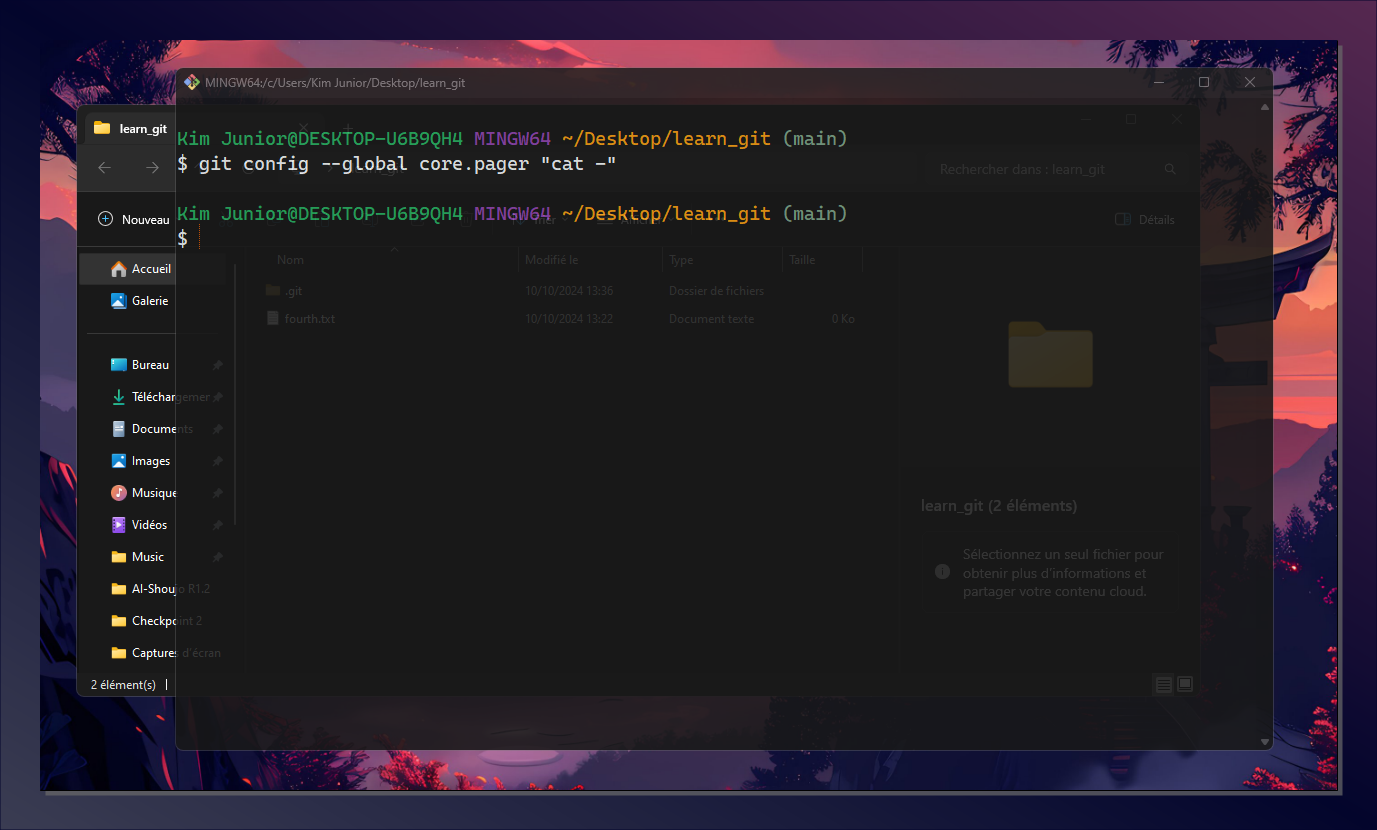 MINGW64:/c/Users/Kim Junior/Desktop/learn_git
learn_git
Kim Junior@DESKTOP-U6B9QH4 MINGW64 ~/Desktop/learn_git (main)
$ git config --global core.pager "cat -"
Rechercher dans : learn_git
Kim Junior@DESKTOP-U6B9QH4 MINGW64 ~/Desktop/learn_git (main)
$
Nouveau
Trier
Détails
Nom Modifié le Type Taille
.git 10/10/2024 13:36 Dossier de fichiers
fourth.txt 10/10/2024 13:22 Document texte 0 Ko
Accueil
Galerie
Bureau
Téléchargemer
Documents
Images
Musique
Vidéos
Music
AI-Shoujo R1.2
Checkpoint 2
Captures d'écran
2 élément(s)
learn_git (2 éléments)
Sélectionnez un seul fichier pour
obtenir plus d'informations et
partager votre contenu cloud.